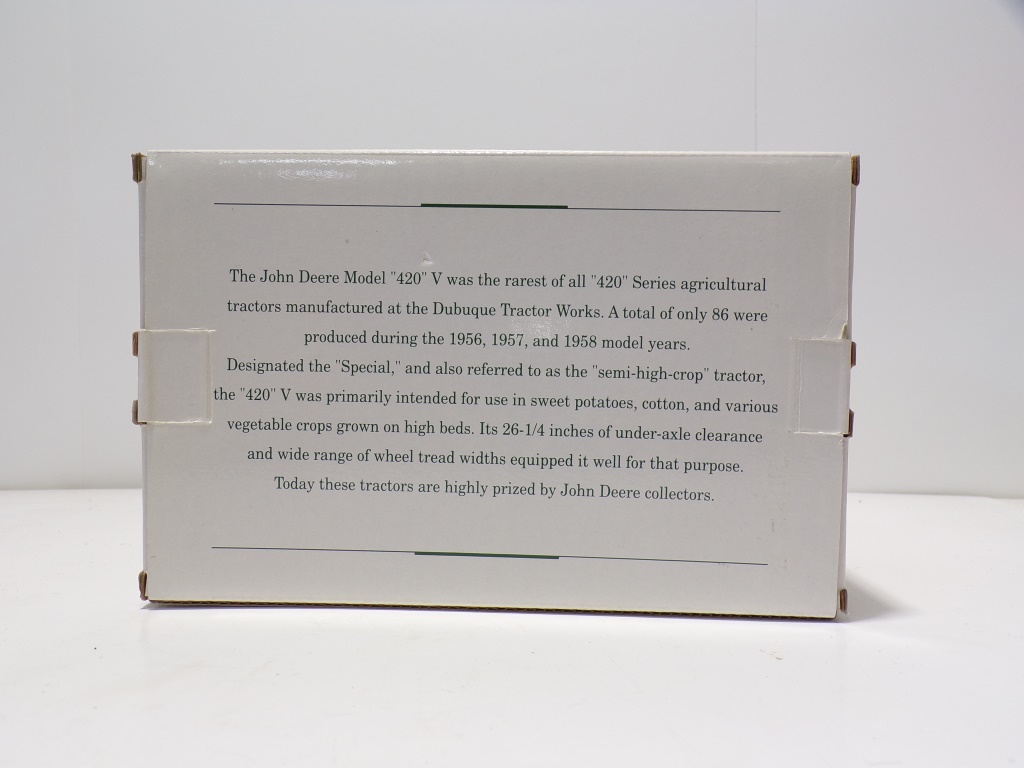 The John Deere Model "420" V was the rarest of all "420" Series agricultural
tractors manufactured at the Dubuque Tractor Works. A total of only 86 were
produced during the 1956, 1957, and 1958 model years.
Designated the "Special," and also referred to as the "semi-high-crop" tractor,
the "420" V was primarily intended for use in sweet potatoes, cotton, and various
vegetable crops grown on high beds. Its 26-1/4 inches of under-axle clearance
and wide range of wheel tread widths equipped it well for that purpose.
Today these tractors are highly prized by John Deere collectors.